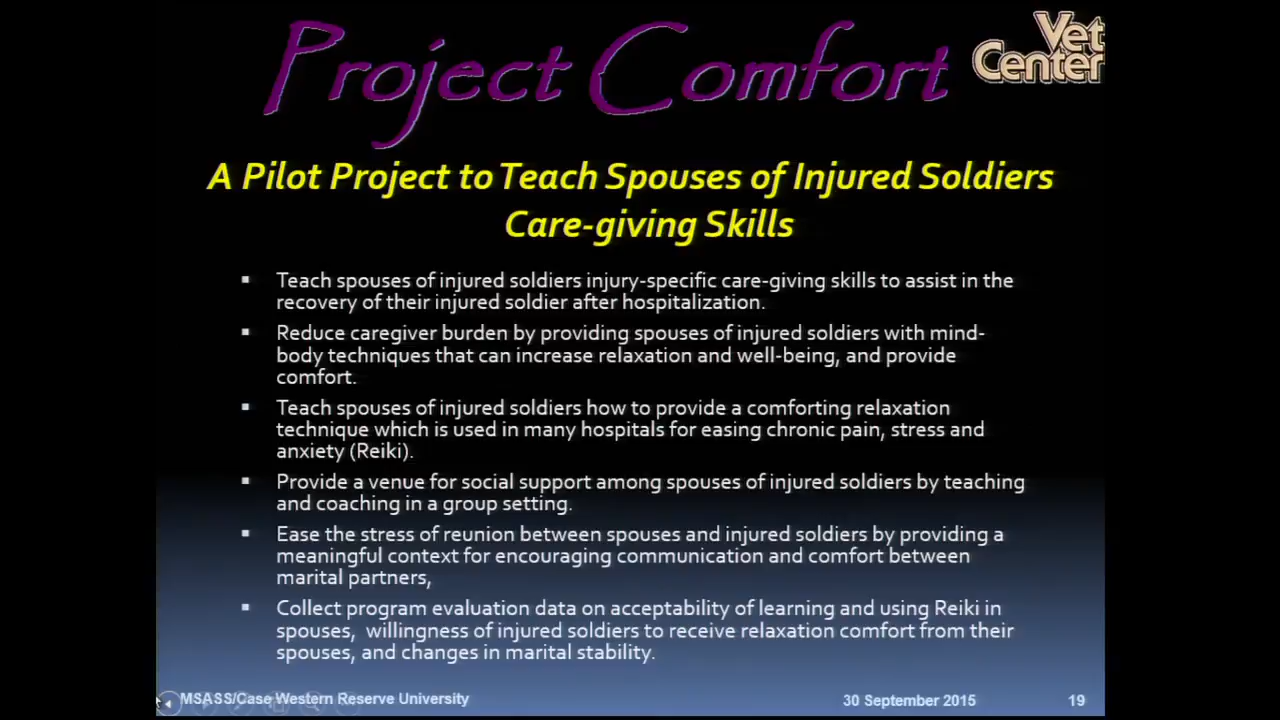 Project Comfort
Vet
Center
A Pilot Project to Teach Spouses of Injured Soldiers
Care-giving Skills
▪ Teach spouses of injured soldiers injury-specific care-giving skills to assist in the
recovery of their injured soldier after hospitalization.
▪ Reduce caregiver burden by providing spouses of injured soldiers with mind-
body techniques that can increase relaxation and well-being, and provide
comfort.
▪ Teach spouses of injured soldiers how to provide a comforting relaxation
technique which is used in many hospitals for easing chronic pain, stress and
anxiety (Reiki).
▪ Provide a venue for social support among spouses of injured soldiers by teaching
and coaching in a group setting.
▪ Ease the stress of reunion between spouses and injured soldiers by providing a
meaningful context for encouraging communication and comfort between
marital partners,
▪ Collect program evaluation data on acceptability of learning and using Reiki in
spouses, willingness of injured soldiers to receive relaxation comfort from their
spouses, and changes in marital stability.
MSASS/Case Western Reserve University
30 September 2015
19